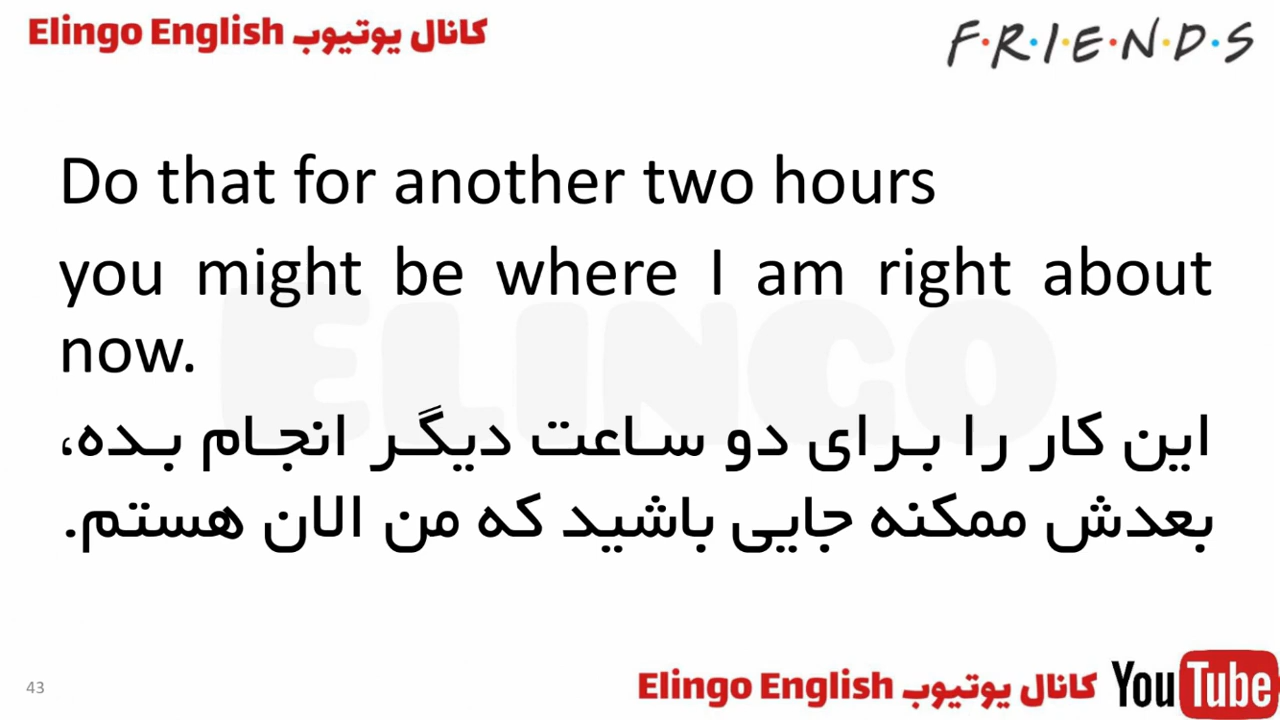 Elingo English کانال یوتیوب
F·R·I·E·N·D·S
Do that for another two hours
you might be where I am right about
now.
ELINGO
این کار را برای دو ساعت دیگر انجام بده،
بعدش ممکنه جایی باشید که من الان هستم.
43
Elingo English کانال یوتیوب
YouTube